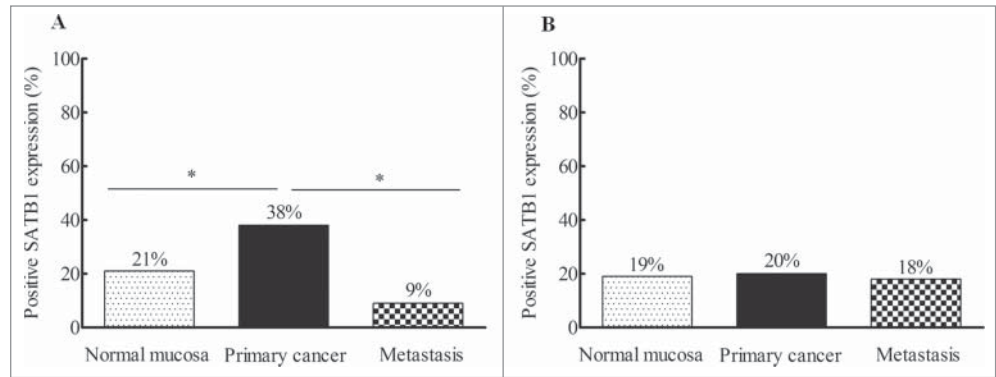 A
Positive SATB1 expression (%)
100
80
60
40
20
0
*
*
21%
38%
9%
Normal mucosa
Primary cancer
Metastasis
B
Positive SATB1 expression (%)
100
80
60
40
20
0
19%
20%
18%
Normal mucosa
Primary cancer
Metastasis